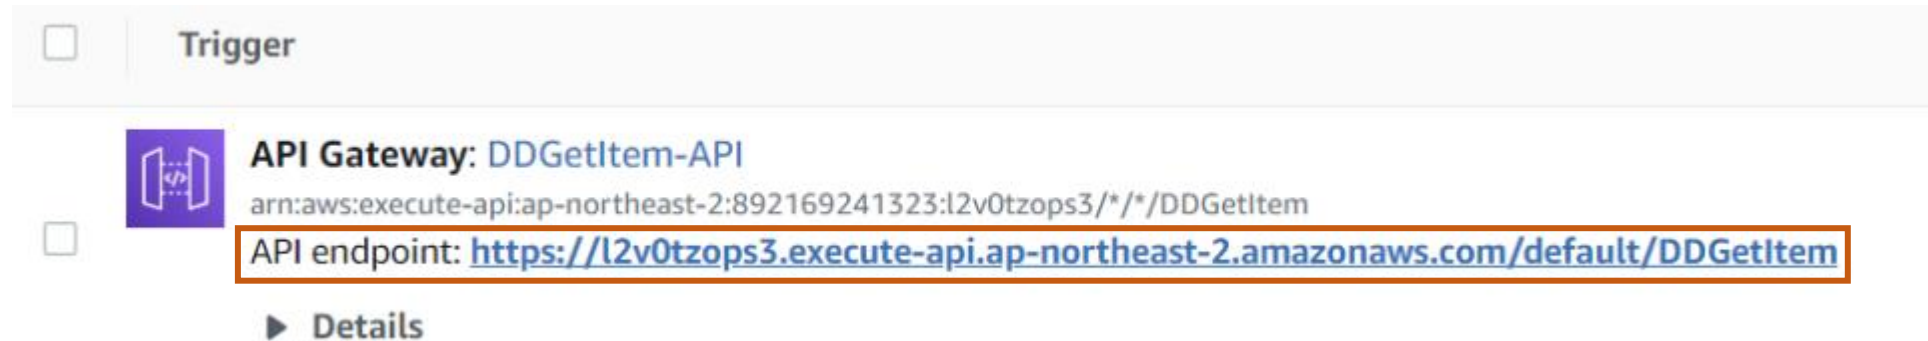 Trigger
API Gateway: DDGetItem-API
arn:aws:execute-api:ap-northeast-2:892169241323:l2v0tzops3/*/*/DDGetItem
API endpoint: https://l2v0tzops3.execute-api.ap-northeast-2.amazonaws.com/default/DDGetItem
▶ Details